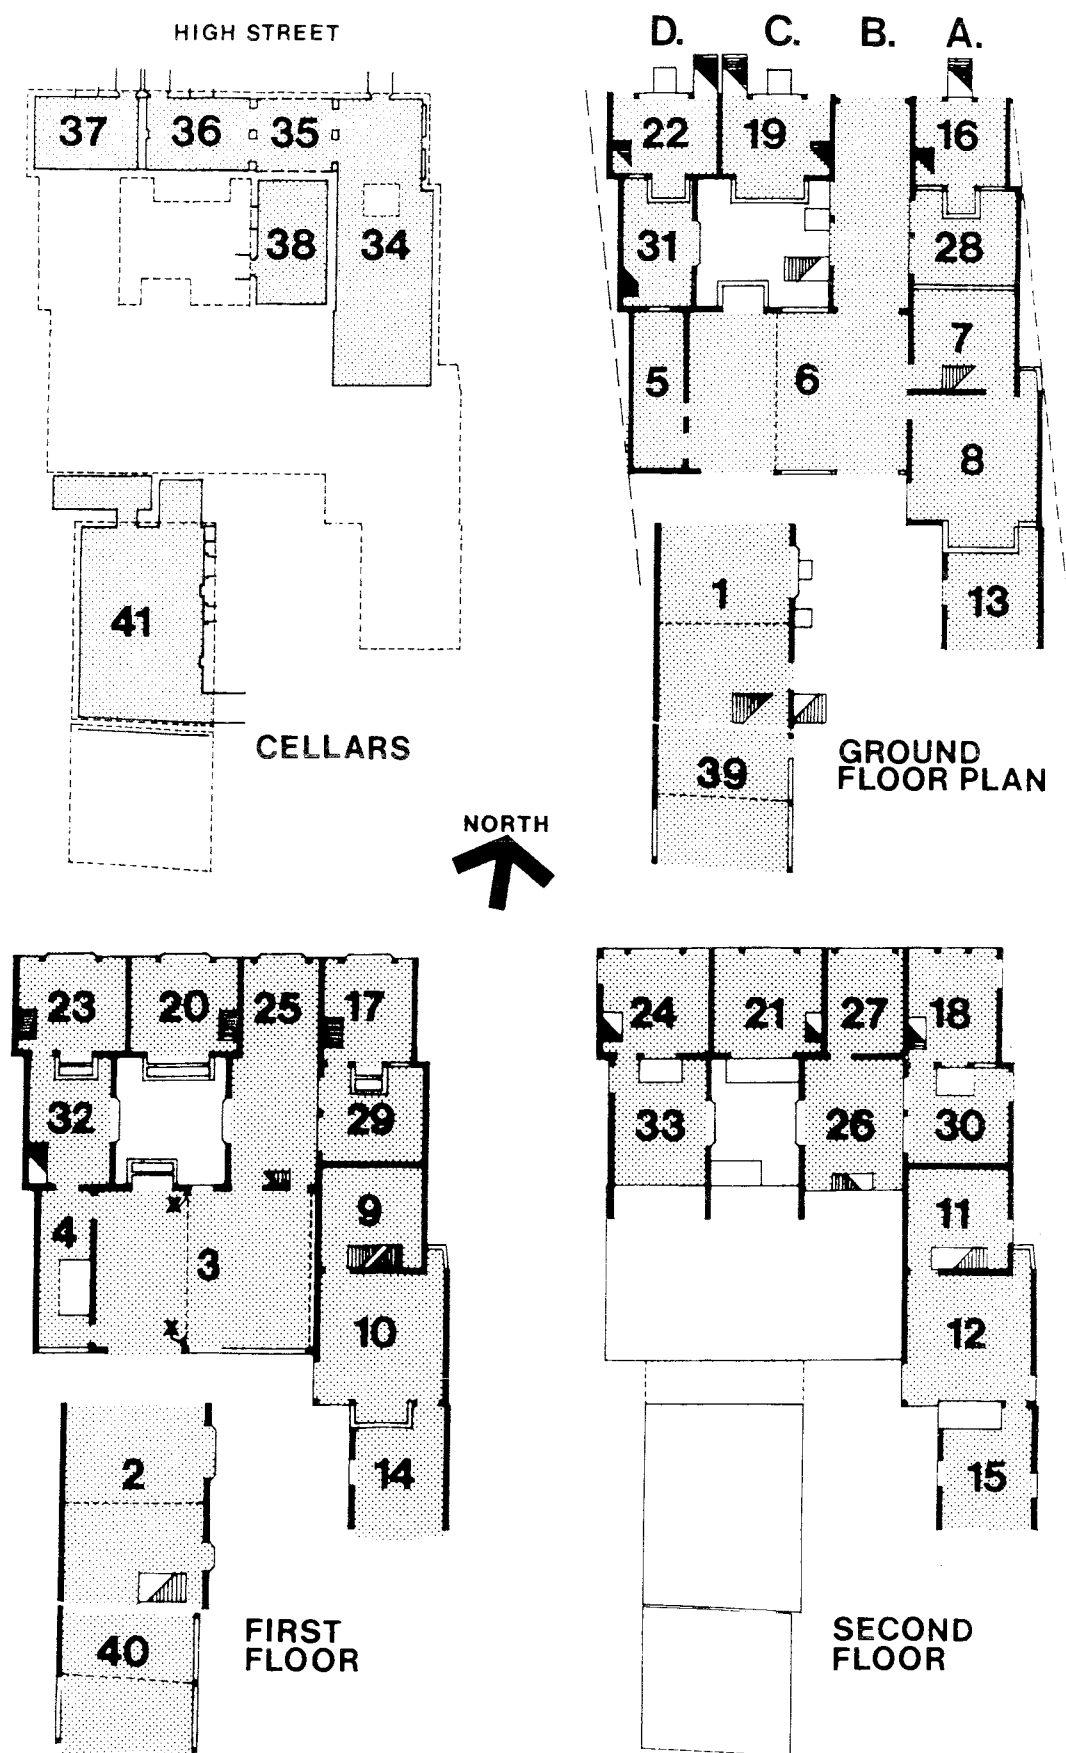 HIGH STREET
37 36 35
38 34
41
CELLARS
D. C. B. A.
22 19 16
31 28
7
5 6
8
1 13
39
GROUND
FLOOR PLAN
NORTH
23 20 25 17
32 29
4 9
3
10
2 14
40
FIRST
FLOOR
24 21 27 18
33 26 30
11
12
15
SECOND
FLOOR